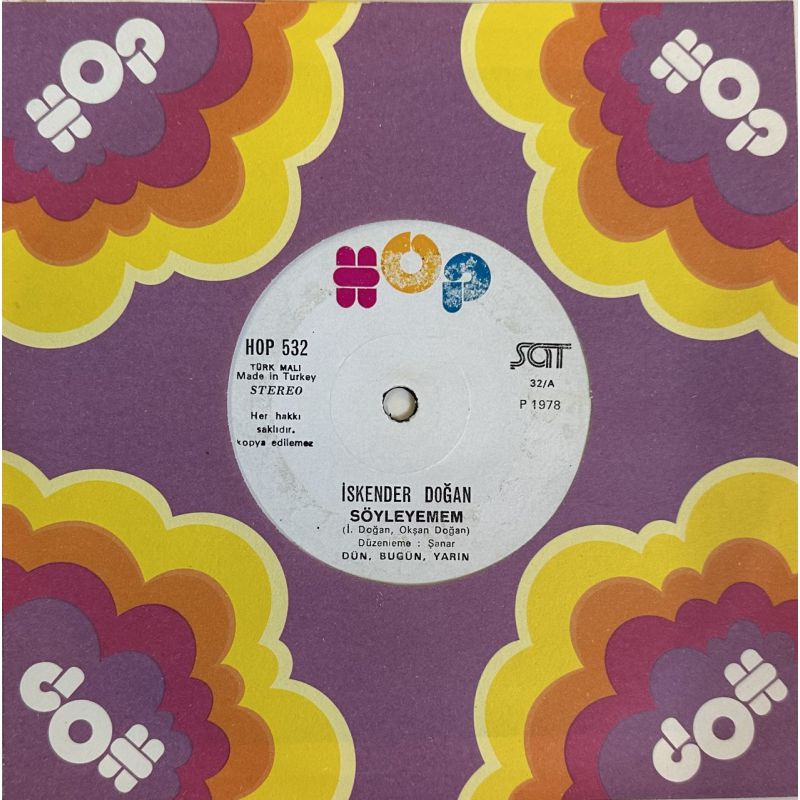 HOP
HOP
HOP
HOP 532
TÜRK MALI
Made in Turkey
STEREO
Her hakkı
saklıdır.
kopya edilemez
SAT
32/A
P 1978
İSKENDER DOĞAN
SÖYLEYEMEM
(İ. Doğan, Okşan Doğan)
Düzenleme : Şanar
DÜN, BUGÜN, YARIN
HOP
HOP